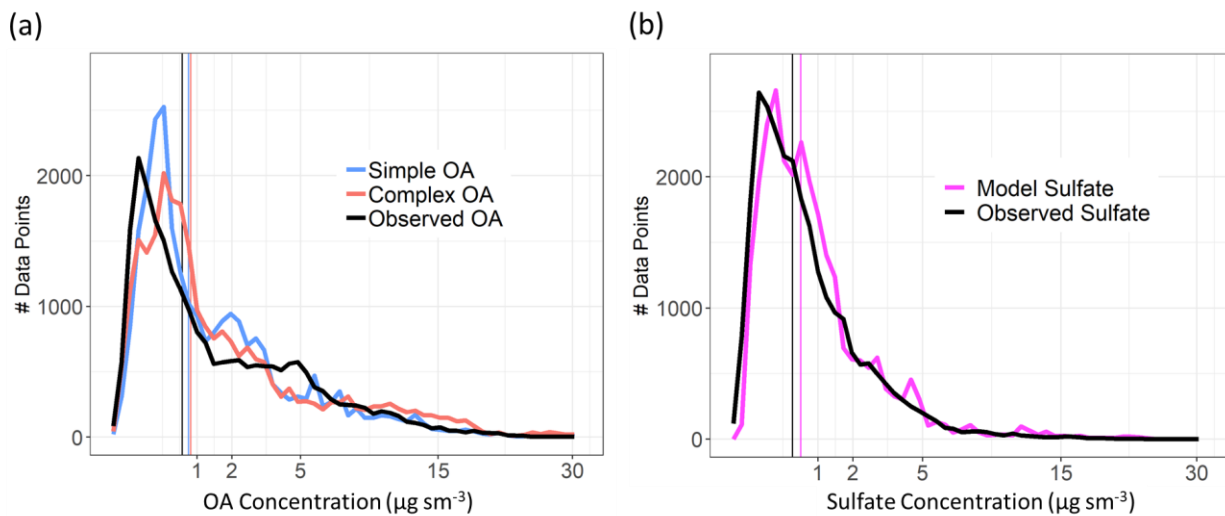 (a)
# Data Points
2000
1000
0
Simple OA
Complex OA
Observed OA
1 2 5 15 30
OA Concentration (µg sm⁻³)
(b)
# Data Points
2000
1000
0
Model Sulfate
Observed Sulfate
1 2 5 15 30
Sulfate Concentration (µg sm⁻³)